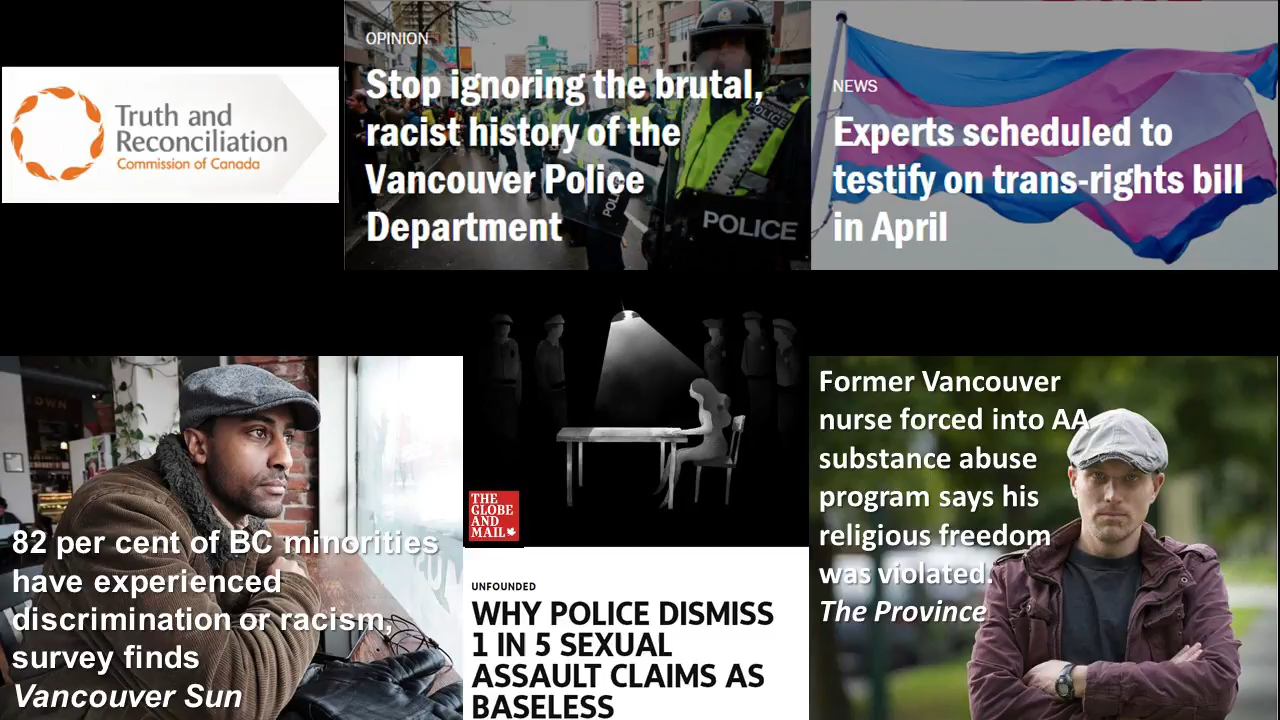 Truth and
Reconciliation
Commission of Canada
OPINION
Stop ignoring the brutal,
racist history of the
Vancouver Police
Department
POLICE
POLICE
NEWS
Experts scheduled to
testify on trans-rights bill
in April
82 per cent of BC minorities
have experienced
discrimination or racism,
survey finds
Vancouver Sun
THE
GLOBE
AND
MAIL
UNFOUNDED
WHY POLICE DISMISS
1 IN 5 SEXUAL
ASSAULT CLAIMS AS
BASELESS
Former Vancouver
nurse forced into AA
substance abuse
program says his
religious freedom
was violated.
The Province